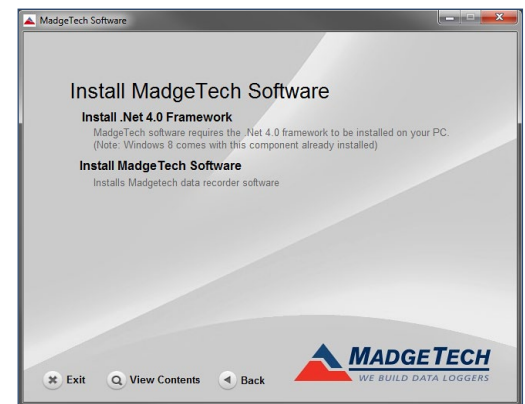 MadgeTech Software
Install MadgeTech Software
Install .Net 4.0 Framework
MadgeTech software requires the .Net 4.0 framework to be installed on your PC.
(Note: Windows 8 comes with this component already installed)
Install MadgeTech Software
Installs Madgetech data recorder software
MADGETECH
WE BUILD DATA LOGGERS
Exit
View Contents
Back